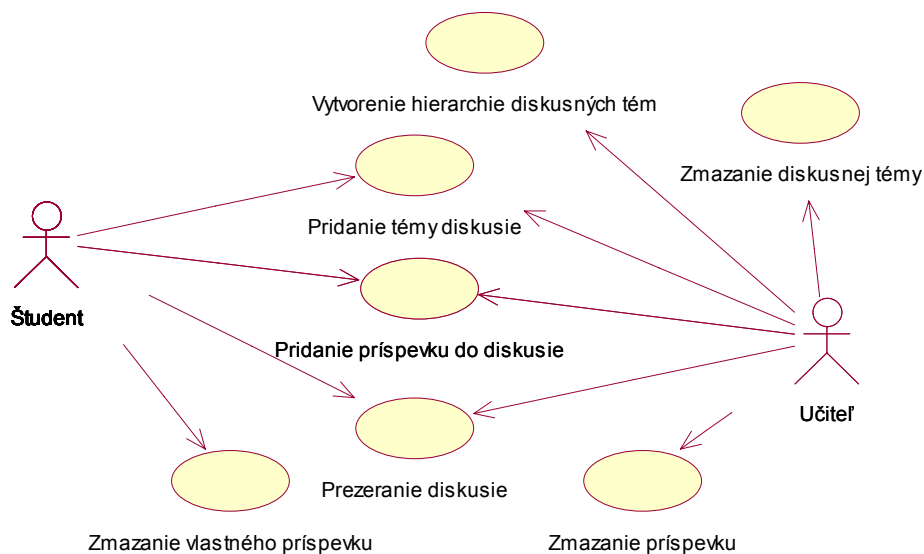 Vytvorenie hierarchie diskusných tém
Zmazanie diskusnej témy
Pridanie témy diskusie
Študent
Pridanie príspevku do diskusie
Učiteľ
Prezeranie diskusie
Zmazanie vlastného príspevku
Zmazanie príspevku